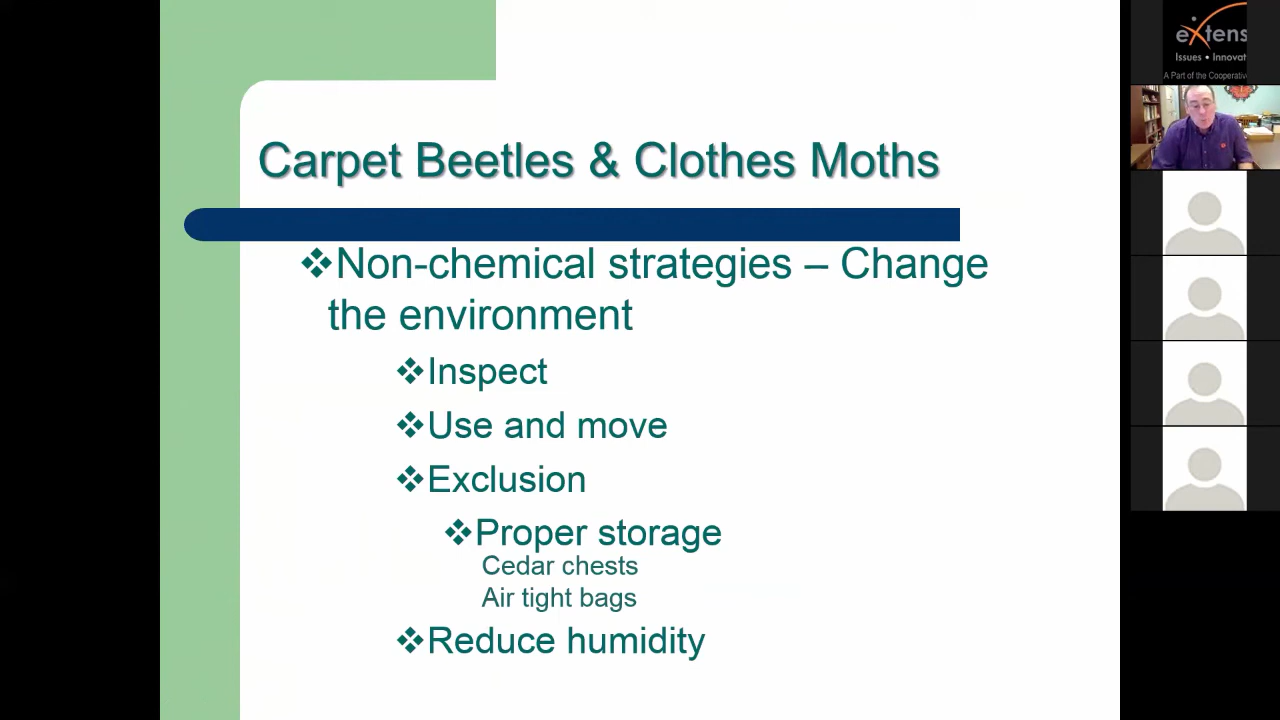 Carpet Beetles & Clothes Moths
❖Non-chemical strategies – Change
the environment
❖Inspect
❖Use and move
❖Exclusion
❖Proper storage
Cedar chests
Air tight bags
❖Reduce humidity
eXtens
Issues • Innovat
A Part of the Cooperativ